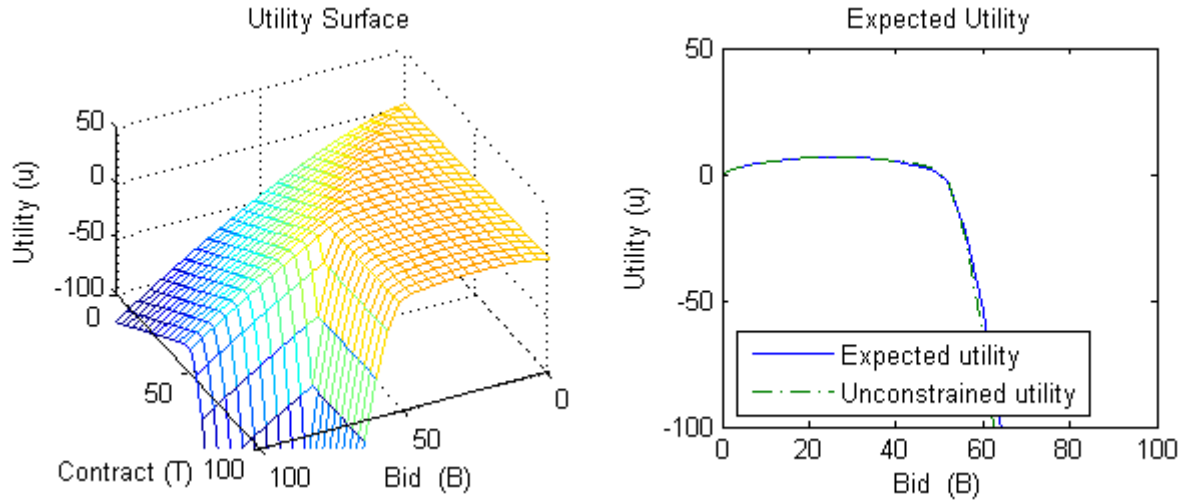 Utility Surface
50
0
-50
-100
Utility (u)
0
50
100
Contract (T)
100
50
0
Bid (B)
Expected Utility
50
0
-50
-100
Utility (u)
Expected utility
Unconstrained utility
0 20 40 60 80 100
Bid (B)